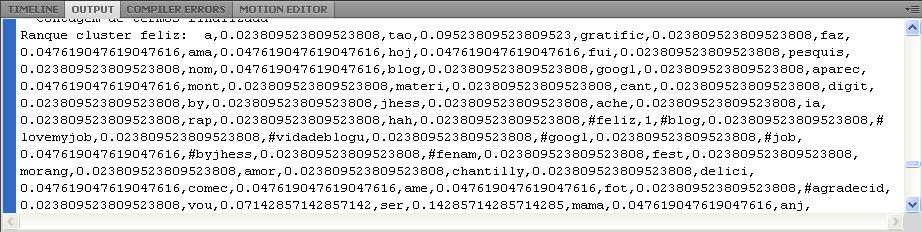 TIMELINE OUTPUT COMPILER ERRORS MOTION EDITOR
Contagem de termos finalizada
Ranque cluster feliz:  a,0.023809523809523808,tao,0.09523809523809523,gratific,0.023809523809523808,faz,
0.047619047619047616,ama,0.047619047619047616,hoj,0.047619047619047616,fui,0.023809523809523808,pesquis,
0.023809523809523808,nom,0.047619047619047616,blog,0.023809523809523808,googl,0.023809523809523808,aparec,
0.047619047619047616,mont,0.023809523809523808,materi,0.023809523809523808,cant,0.023809523809523808,digit,
0.023809523809523808,by,0.023809523809523808,jhess,0.023809523809523808,ache,0.023809523809523808,ia,
0.023809523809523808,rap,0.023809523809523808,hah,0.023809523809523808,#feliz,1,#blog,0.023809523809523808,#
lovemyjob,0.023809523809523808,#vidadeblogu,0.023809523809523808,#googl,0.023809523809523808,#job,
0.047619047619047616,#byjhess,0.023809523809523808,#fenam,0.023809523809523808,fest,0.023809523809523808,
morang,0.023809523809523808,amor,0.023809523809523808,chantilly,0.023809523809523808,delici,
0.047619047619047616,comec,0.047619047619047616,ame,0.047619047619047616,fot,0.023809523809523808,#agradecid,
0.023809523809523808,vou,0.07142857142857142,ser,0.14285714285714285,mama,0.047619047619047616,anj,